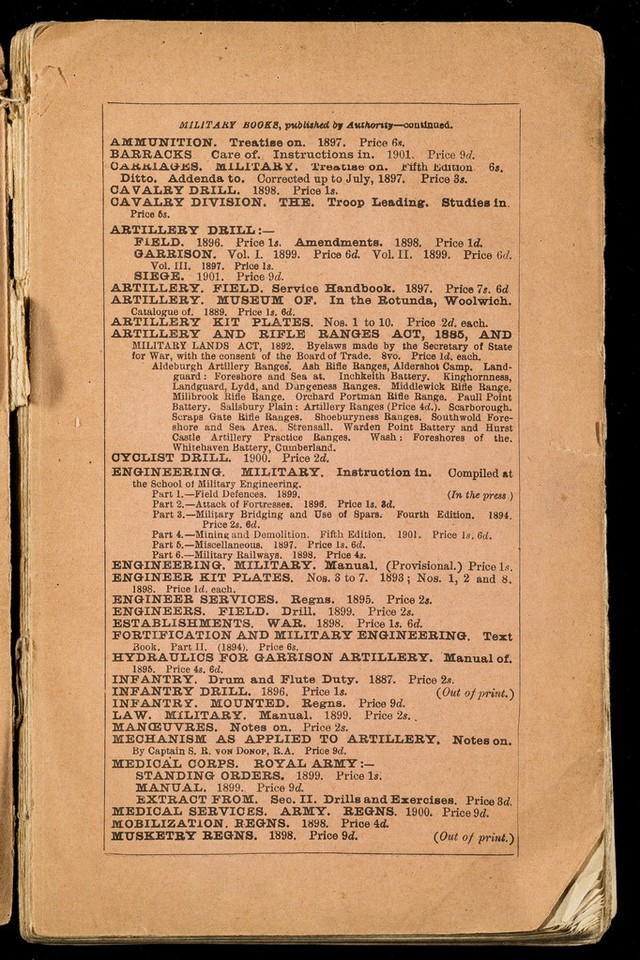 MILITARY BOOKS, published by Authority—continued.
AMMUNITION. Treatise on. 1897. Price 6s.
BARRACKS Care of. Instructions in. 1901. Price 9d.
CARRIAGES. MILITARY. Treatise on. Fifth Edition 6s.
Ditto. Addenda to. Corrected up to July, 1897. Price 3s.
CAVALRY DRILL. 1898. Price 1s.
CAVALRY DIVISION. THE. Troop Leading. Studies in.
Price 5s.
ARTILLERY DRILL:—
FIELD. 1896. Price 1s. Amendments. 1898. Price 1d.
GARRISON. Vol. I. 1899. Price 6d. Vol. II. 1899. Price 6d.
Vol. III. 1897. Price 1s.
SIEGE. 1901. Price 9d.
ARTILLERY. FIELD. Service Handbook. 1897. Price 7s. 6d
ARTILLERY. MUSEUM OF. In the Rotunda, Woolwich.
Catalogue of. 1889. Price 1s. 6d.
ARTILLERY KIT PLATES. Nos. 1 to 10. Price 2d. each.
ARTILLERY AND RIFLE RANGES ACT, 1885, AND
MILITARY LANDS ACT, 1892. Byelaws made by the Secretary of State
for War, with the consent of the Board of Trade. 8vo. Price 1d. each.
Aldeburgh Artillery Ranges. Ash Rifle Ranges, Aldershot Camp. Land-
guard: Foreshore and Sea at. Inchkeith Battery. Kinghornness,
Landguard, Lydd, and Dungeness Ranges. Middlewick Rifle Range.
Millbrook Rifle Range. Orchard Portman Rifle Range. Paull Point
Battery. Salisbury Plain: Artillery Ranges (Price 4d.). Scarborough.
Scraps Gate Rifle Ranges. Shoeburyness Ranges. Southwold Fore-
shore and Sea Area. Strensall. Warden Point Battery and Hurst
Castle Artillery Practice Ranges. Wash: Foreshores of the.
Whitehaven Battery, Cumberland.
CYCLIST DRILL. 1900. Price 2d.
ENGINEERING. MILITARY. Instruction in. Compiled at
the School of Military Engineering.
Part 1.—Field Defences. 1899. (In the press.)
Part 2.—Attack of Fortresses. 1896. Price 1s. 3d.
Part 3.—Military Bridging and Use of Spars. Fourth Edition. 1894.
Price 2s. 6d.
Part 4.—Mining and Demolition. Fifth Edition. 1901. Price 1s. 6d.
Part 5.—Miscellaneous. 1897. Price 1s. 6d.
Part 6.—Military Railways. 1898. Price 4s.
ENGINEERING. MILITARY. Manual. (Provisional.) Price 1s.
ENGINEER KIT PLATES. Nos. 3 to 7. 1893; Nos. 1, 2 and 8.
1898. Price 1d. each.
ENGINEER SERVICES. Regns. 1895. Price 2s.
ENGINEERS. FIELD. Drill. 1899. Price 2s.
ESTABLISHMENTS. WAR. 1898. Price 1s. 6d.
FORTIFICATION AND MILITARY ENGINEERING. Text
Book. Part II. (1894). Price 6s.
HYDRAULICS FOR GARRISON ARTILLERY. Manual of.
1895. Price 4s. 6d.
INFANTRY. Drum and Flute Duty. 1887. Price 2s.
INFANTRY DRILL. 1896. Price 1s. (Out of print.)
INFANTRY. MOUNTED. Regns. Price 9d.
LAW. MILITARY. Manual. 1899. Price 2s.
MANŒUVRES. Notes on. Price 2s.
MECHANISM AS APPLIED TO ARTILLERY. Notes on.
By Captain S. R. VON DONOP, R.A. Price 9d.
MEDICAL CORPS. ROYAL ARMY:—
STANDING ORDERS. 1899. Price 1s.
MANUAL. 1899. Price 9d.
EXTRACT FROM. Sec. II. Drills and Exercises. Price 3d.
MEDICAL SERVICES. ARMY. REGNS. 1900. Price 9d.
MOBILIZATION. REGNS. 1898. Price 4d.
MUSKETRY REGNS. 1898. Price 9d. (Out of print.)